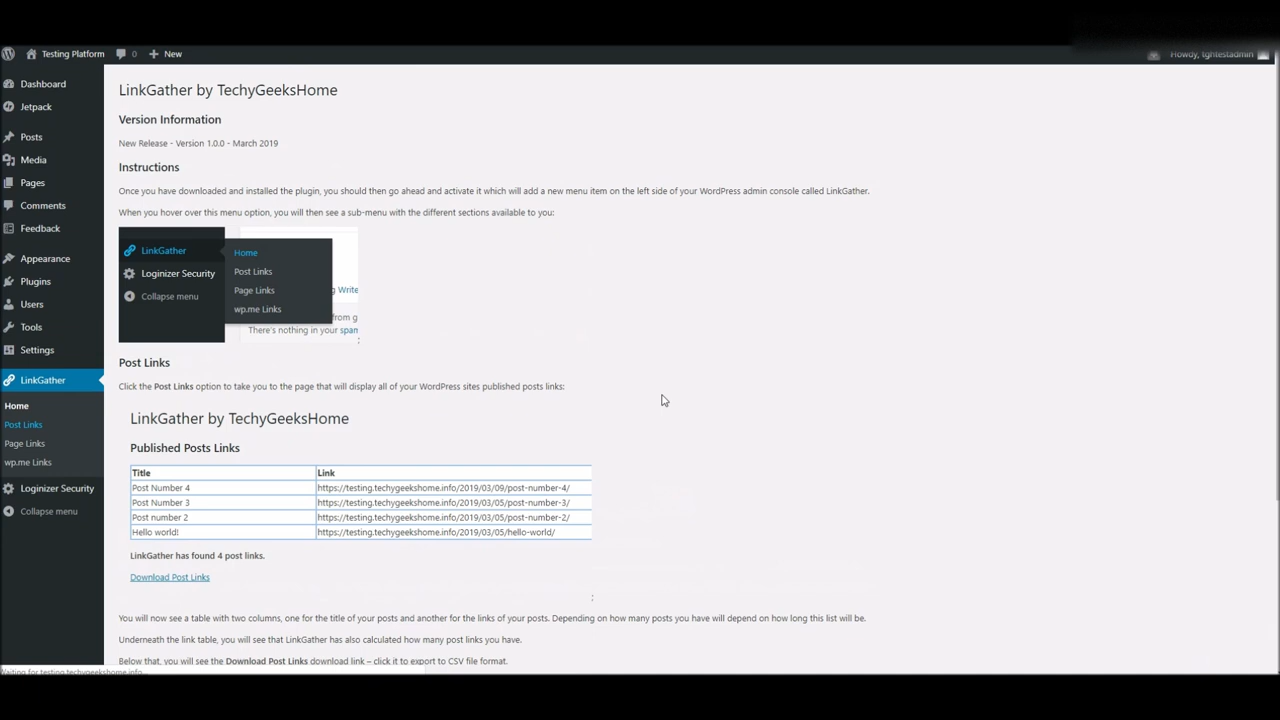 Testing Platform 0 New Howdy, tghtestadmin
Dashboard
Jetpack
Posts
Media
Pages
Comments
Feedback
Appearance
Plugins
Users
Tools
Settings
LinkGather
Home
Post Links
Page Links
wp.me Links
Loginizer Security
Collapse menu
LinkGather by TechyGeeksHome
Version Information
New Release - Version 1.0.0 - March 2019
Instructions
Once you have downloaded and installed the plugin, you should then go ahead and activate it which will add a new menu item on the left side of your WordPress admin console called LinkGather.
When you hover over this menu option, you will then see a sub-menu with the different sections available to you:
LinkGather
Loginizer Security
Collapse menu
Home
Post Links
Page Links
wp.me Links
Write
from g
There's nothing in your spam
;
Post Links
Click the Post Links option to take you to the page that will display all of your WordPress sites published posts links:
LinkGather by TechyGeeksHome
Published Posts Links
Title Link
Post Number 4 https://testing.techygeekshome.info/2019/03/09/post-number-4/
Post Number 3 https://testing.techygeekshome.info/2019/03/05/post-number-3/
Post number 2 https://testing.techygeekshome.info/2019/03/05/post-number-2/
Hello world! https://testing.techygeekshome.info/2019/03/05/hello-world/
LinkGather has found 4 post links.
Download Post Links
;
You will now see a table with two columns, one for the title of your posts and another for the links of your posts. Depending on how many posts you have will depend on how long this list will be.
Underneath the link table, you will see that LinkGather has also calculated how many post links you have.
Below that, you will see the Download Post Links download link – click it to export to CSV file format.
Waiting for testing.techygeekshome.info...